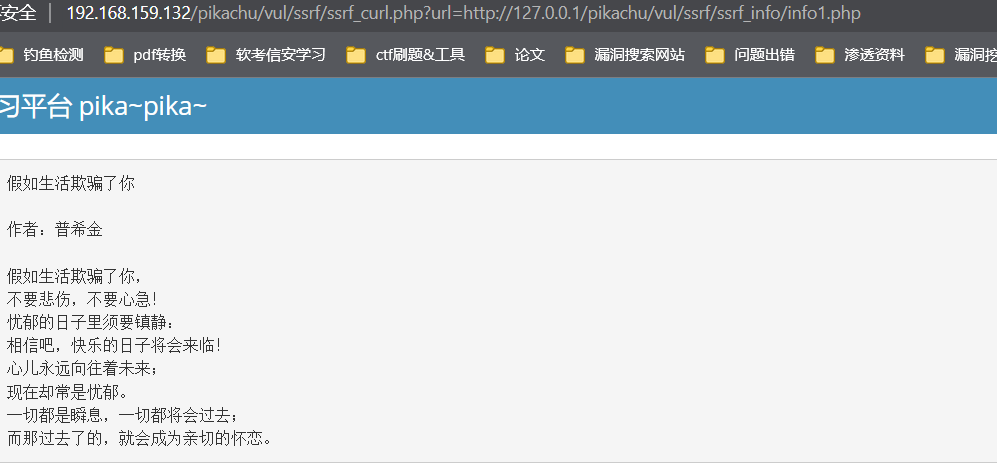 安全 192.168.159.132/pikachu/vul/ssrf/ssrf_curl.php?url=http://127.0.0.1/pikachu/vul/ssrf/ssrf_info/info1.php
钓鱼检测 pdf转换 软考信安学习 ctf刷题&工具 论文 漏洞搜索网站 问题出错 渗透资料 漏洞挖
习平台 pika~pika~
假如生活欺骗了你
作者：普希金
假如生活欺骗了你，
不要悲伤，不要心急！
忧郁的日子里须要镇静：
相信吧，快乐的日子将会来临！
心儿永远向往着未来；
现在却常是忧郁。
一切都是瞬息，一切都将会过去；
而那过去了的，就会成为亲切的怀恋。